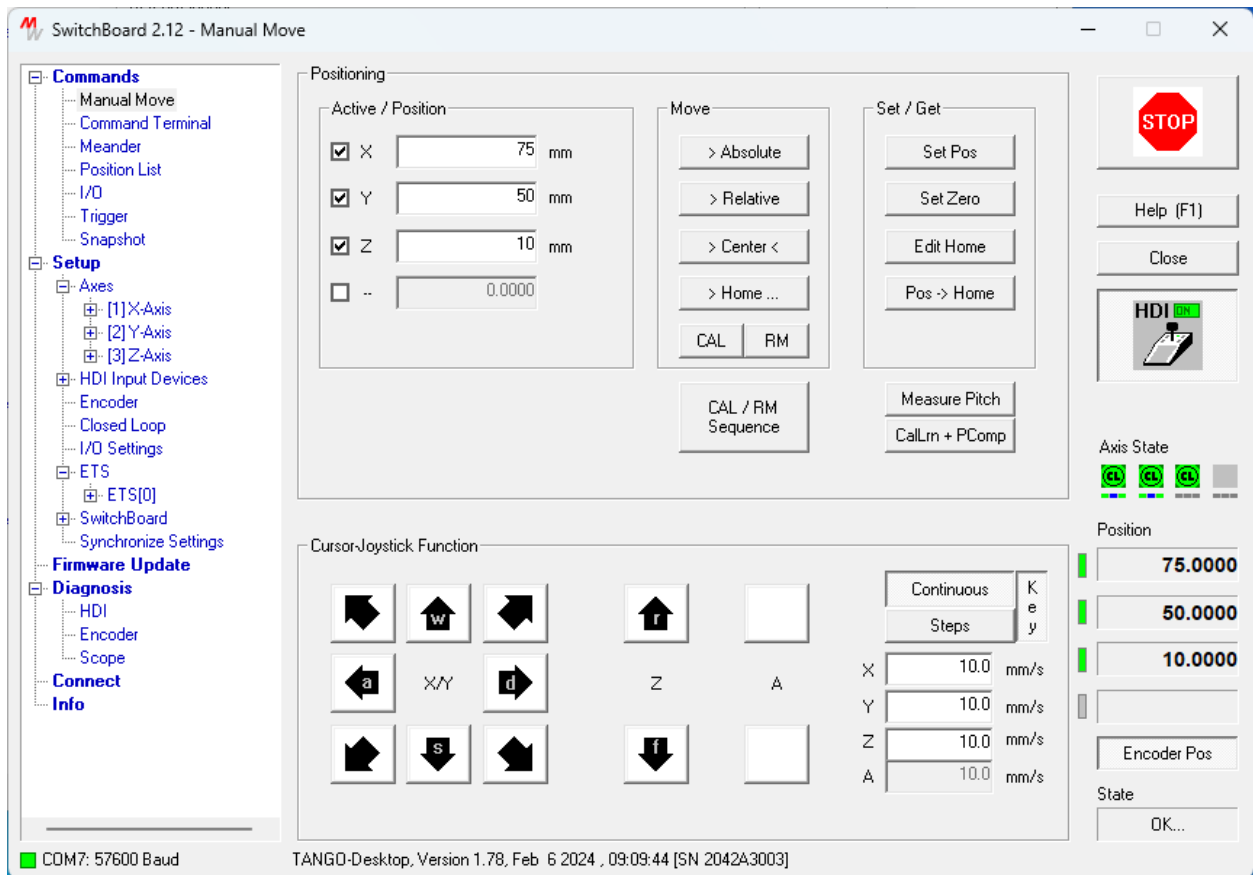 SwitchBoard 2.12 - Manual Move
Commands
Manual Move
Command Terminal
Meander
Position List
I/O
Trigger
Snapshot
Setup
Axes
[1] X-Axis
[2] Y-Axis
[3] Z-Axis
HDI Input Devices
Encoder
Closed Loop
I/O Settings
ETS
ETS[0]
SwitchBoard
Synchronize Settings
Firmware Update
Diagnosis
HDI
Encoder
Scope
Connect
Info
Positioning
Active / Position
X 75 mm
Y 50 mm
Z 10 mm
-- 0.0000
Move
> Absolute
> Relative
> Center <
> Home ...
CAL RM
CAL / RM
Sequence
Set / Get
Set Pos
Set Zero
Edit Home
Pos -> Home
Measure Pitch
CalLrn + PComp
Cursor-Joystick Function
w r
a X/Y d Z A
s f
Continuous
Steps
Key
X 10.0 mm/s
Y 10.0 mm/s
Z 10.0 mm/s
A 10.0 mm/s
STOP
Help (F1)
Close
HDI ON
Axis State
CL CL CL
Position
75.0000
50.0000
10.0000
Encoder Pos
State
OK...
COM7: 57600 Baud
TANGO-Desktop, Version 1.78, Feb 6 2024 , 09:09:44 [SN 2042A3003]